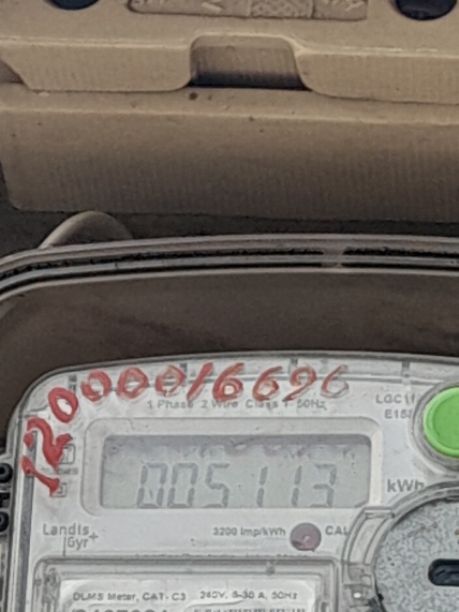 12000016696
1 Phase 2 Wire Class 1 50Hz
005113
kWh
Landis
Gyr+
3200 Imp/kWh
CAL
DLMS Meter, CAT- C3 240V, 5-30 A, 50Hz